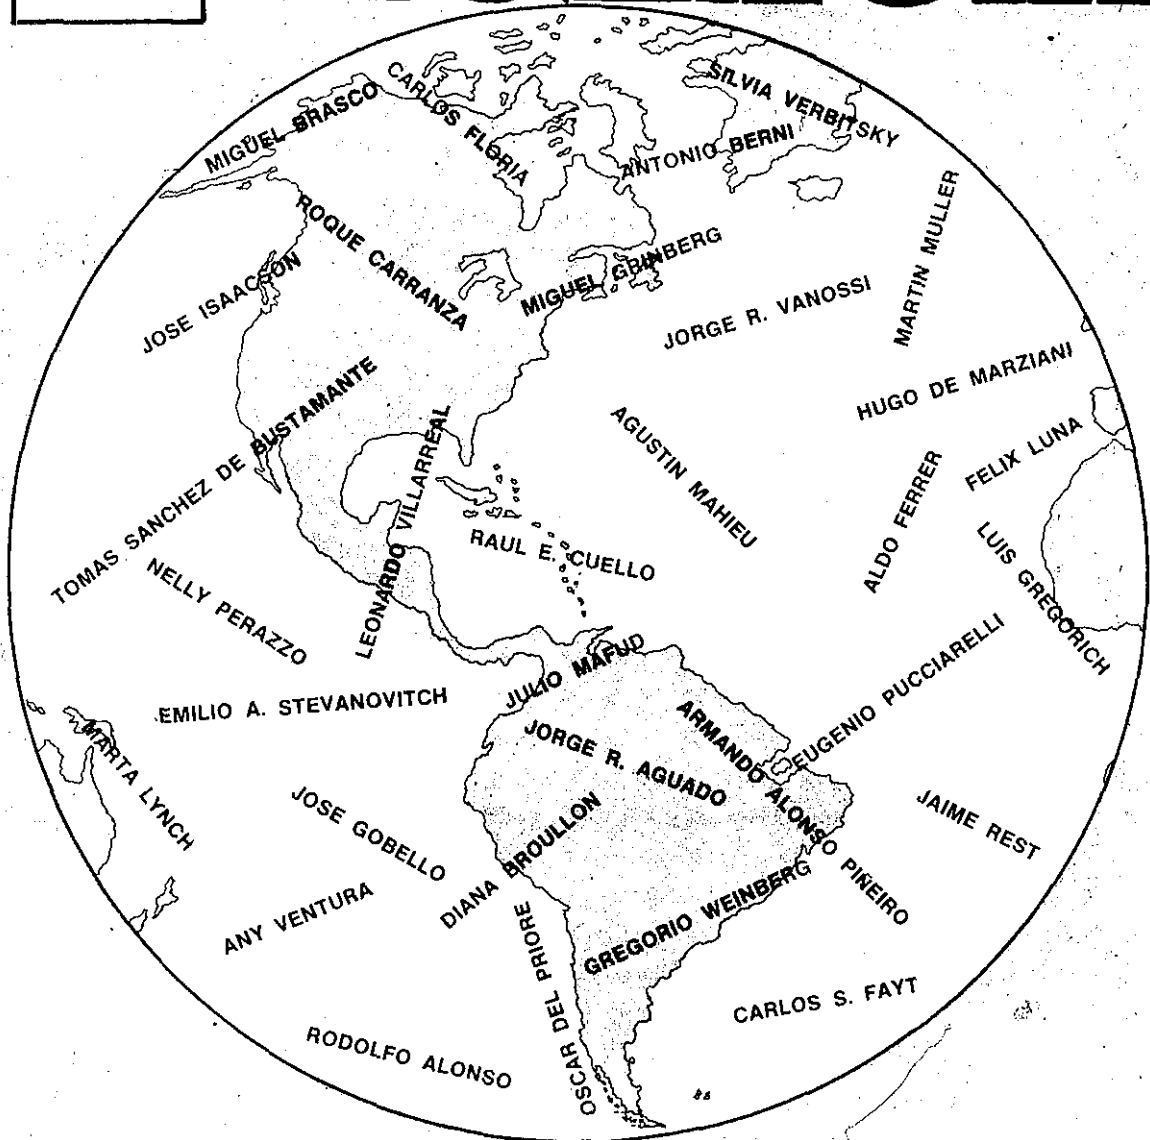 SILVIA VERBITSKY
CARLOS FLORIA
MIGUEL BRASCO
ANTONIO BERNI
MARTIN MULLER
ROQUE CARRANZA
MIGUEL GRINBERG
JOSE ISAACSON
JORGE R. VANOSSI
HUGO DE MARZIANI
TOMAS SANCHEZ DE BUSTAMANTE
LEONARDO VILLARREAL
AGUSTIN MAHIEU
FELIX LUNA
ALDO FERRER
RAUL E. CUELLO
LUIS GREGORICH
NELLY PERAZZO
JULIO MAFUD
EUGENIO PUCCIARELLI
EMILIO A. STEVANOVITCH
ARMANDO ALONSO PIÑEIRO
MARTA LYNCH
JORGE R. AGUADO
JOSE GOBELLO
DIANA BROULLON
JAIME REST
GREGORIO WEINBERG
ANY VENTURA
OSCAR DEL PRIORE
CARLOS S. FAYT
RODOLFO ALONSO